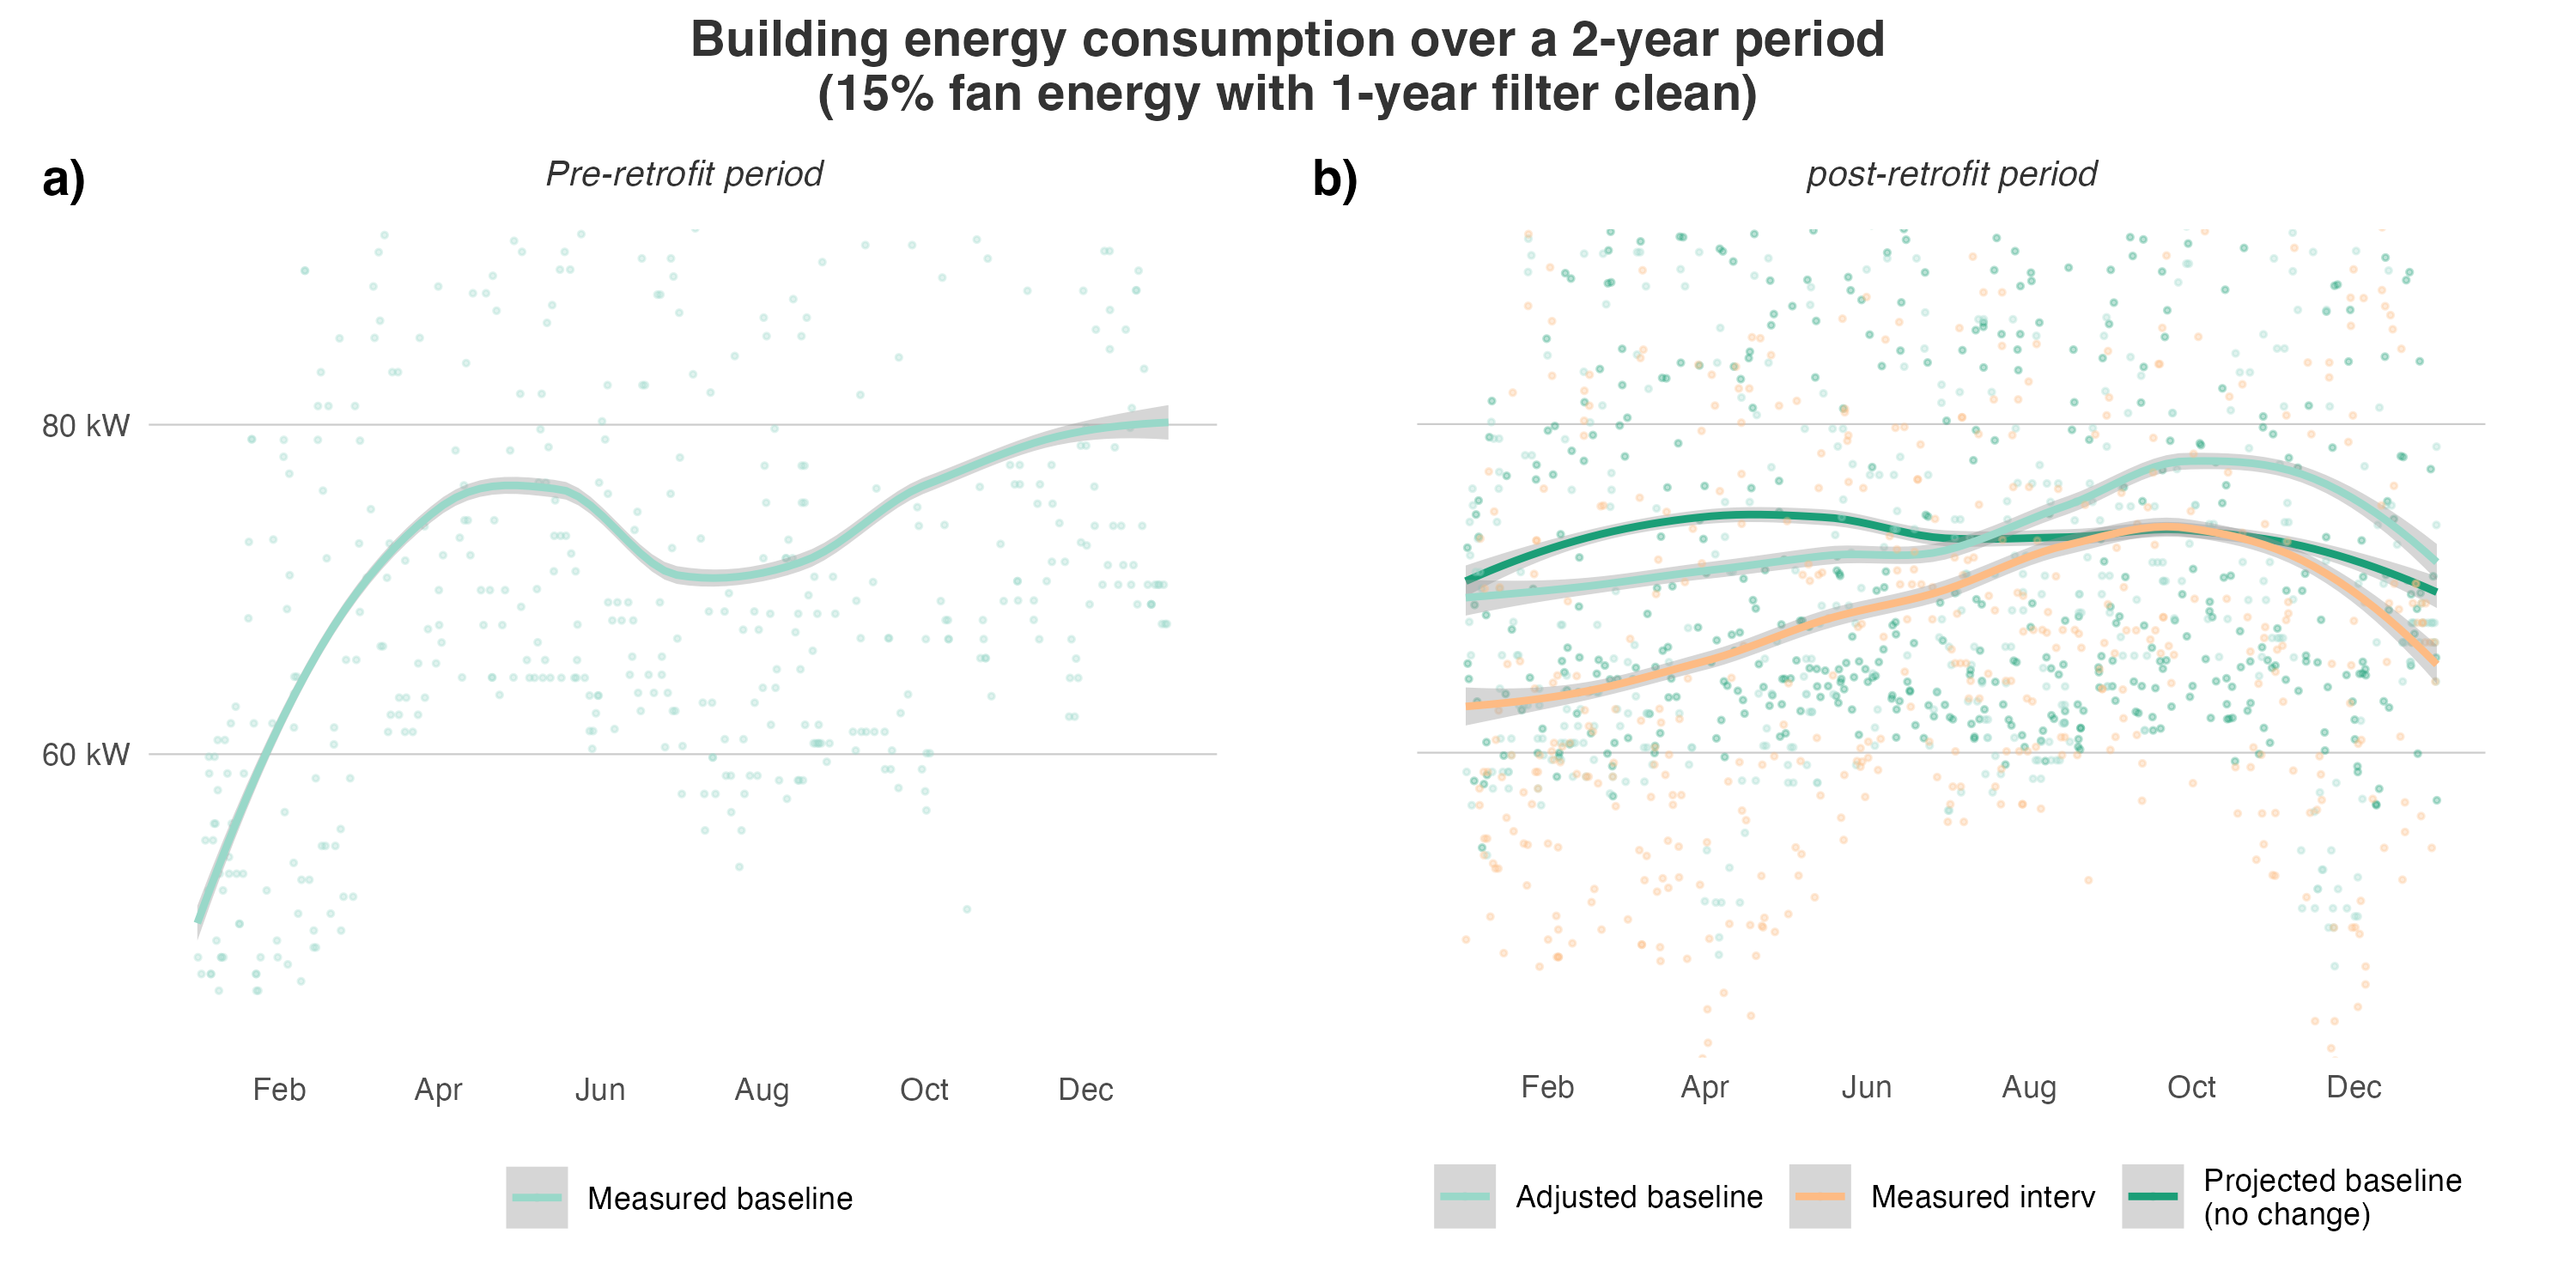 Building energy consumption over a 2-year period
(15% fan energy with 1-year filter clean)
a)
Pre-retrofit period
80 kW
60 kW
Feb Apr Jun Aug Oct Dec
Measured baseline
b)
post-retrofit period
Feb Apr Jun Aug Oct Dec
Adjusted baseline
Measured interv
Projected baseline
(no change)